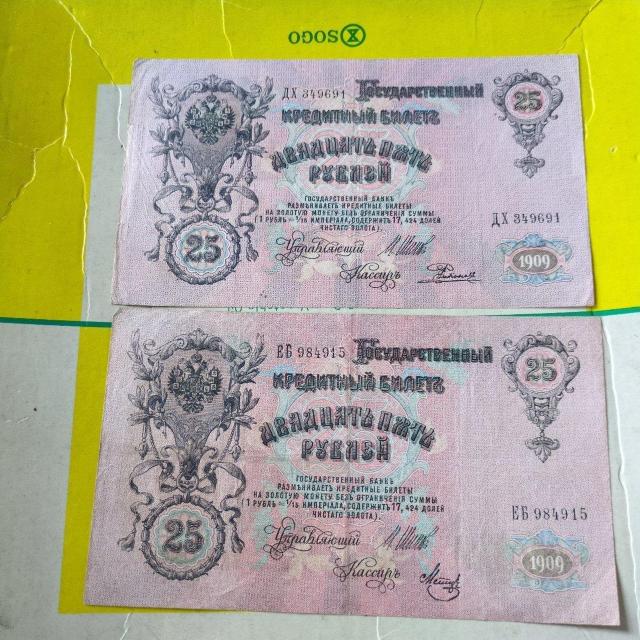 SOGO
ДХ 349691 Государственный 25
кредитный билетъ
Двадцать пять
рублей
Государственный банкъ
размѣниваетъ кредитные билеты
на золотую монету безъ ограниченія суммы
(1 рубль = 1/15 имперіала, содержитъ 17, 424 долей
чистаго золота).
ДХ 349691
25 Управляющій
Кассиръ
1909
ЕБ 984915 Государственный 25
кредитный билетъ
Двадцать пять
рублей
Государственный банкъ
размѣниваетъ кредитные билеты
на золотую монету безъ ограниченія суммы
(1 рубль = 1/15 имперіала, содержитъ 17, 424 долей
чистаго золота).
ЕБ 984915
25 Управляющій
Кассиръ
1909